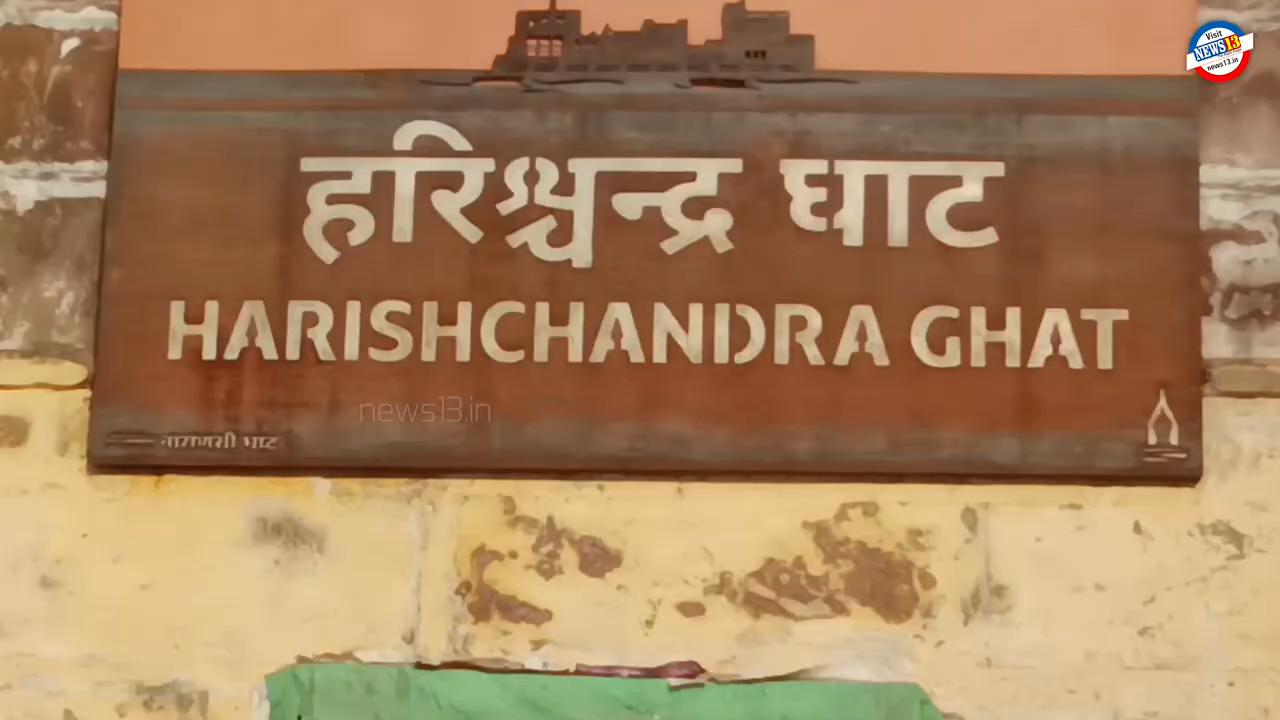 Visit
NEWS13
news13.in
हरिश्चन्द्र घाट
HARISHCHANDRA GHAT
news13.in
वाराणसी घाट